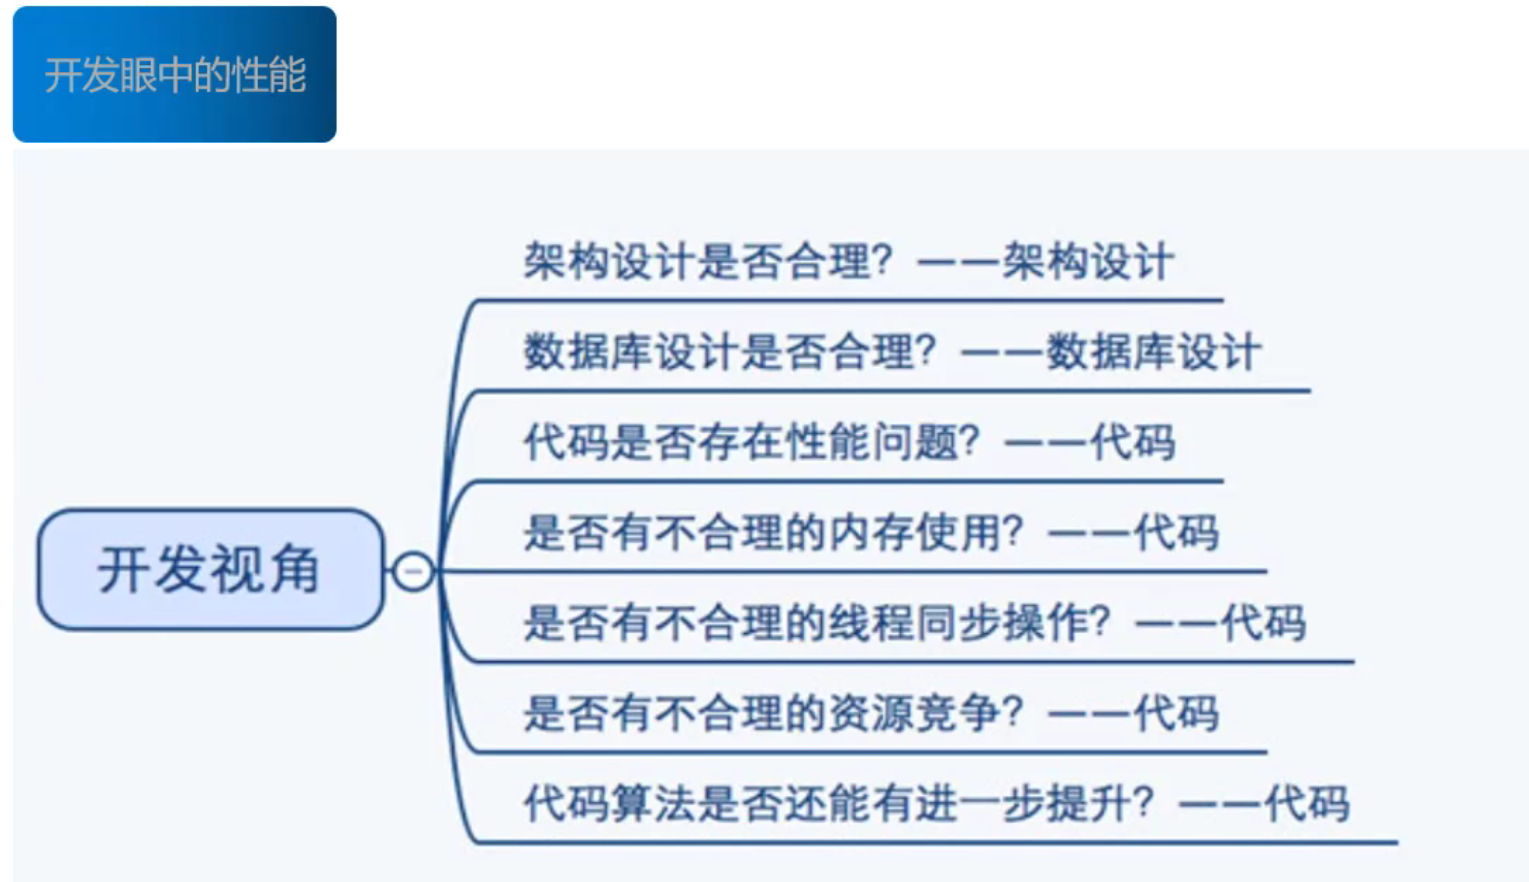 开发眼中的性能
架构设计是否合理？——架构设计
数据库设计是否合理？——数据库设计
代码是否存在性能问题？——代码
是否有不合理的内存使用？——代码
开发视角
是否有不合理的线程同步操作？——代码
是否有不合理的资源竞争？——代码
代码算法是否还能有进一步提升？——代码